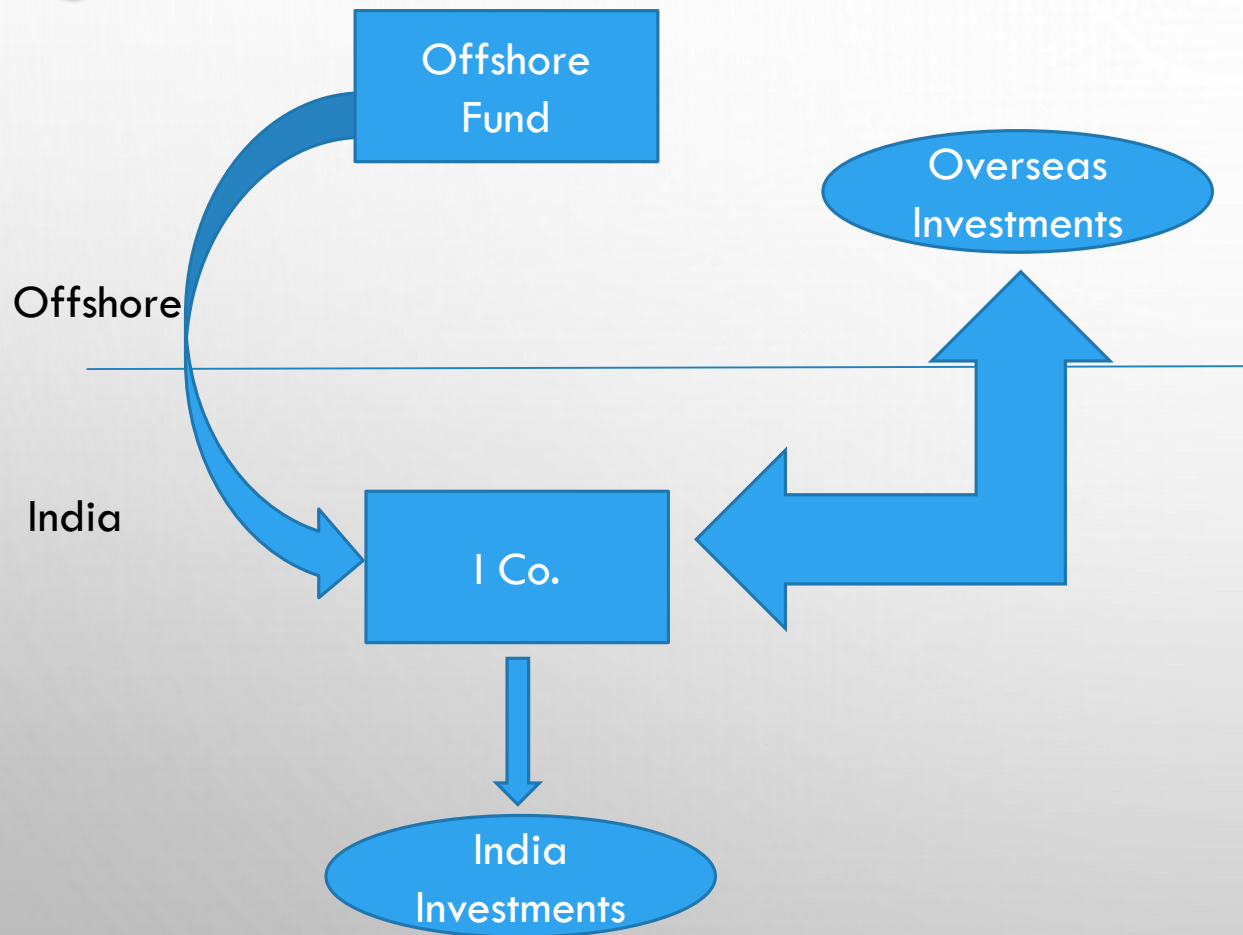 Offshore
Fund
Overseas
Investments
Offshore
India
I Co.
India
Investments